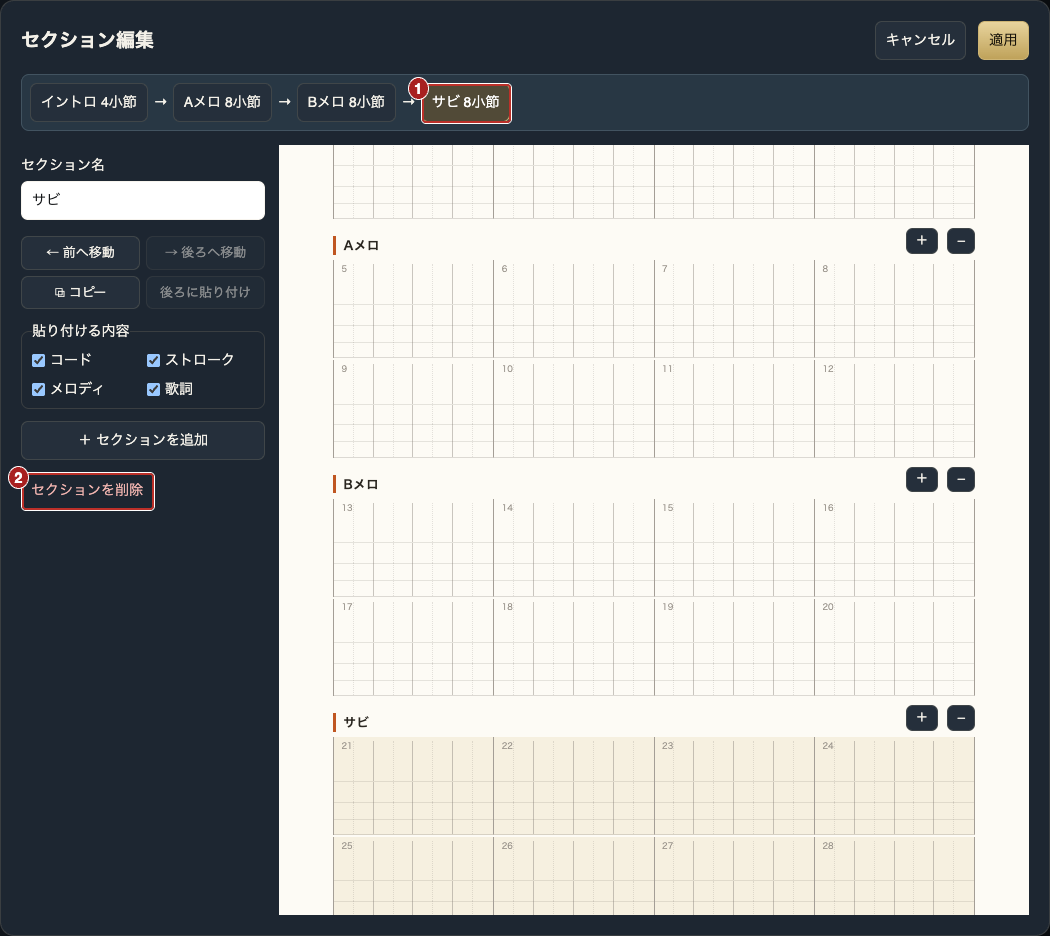 セクション編集
キャンセル
適用
イントロ 4小節 → Aメロ 8小節 → Bメロ 8小節 → 1 サビ 8小節
セクション名
サビ
← 前へ移動
→ 後ろへ移動
コピー
後ろに貼り付け
貼り付ける内容
コード
ストローク
メロディ
歌詞
+ セクションを追加
2
セクションを削除
Aメロ
+ −
5 6 7 8
9 10 11 12
Bメロ
+ −
13 14 15 16
17 18 19 20
サビ
+ −
21 22 23 24
25 26 27 28